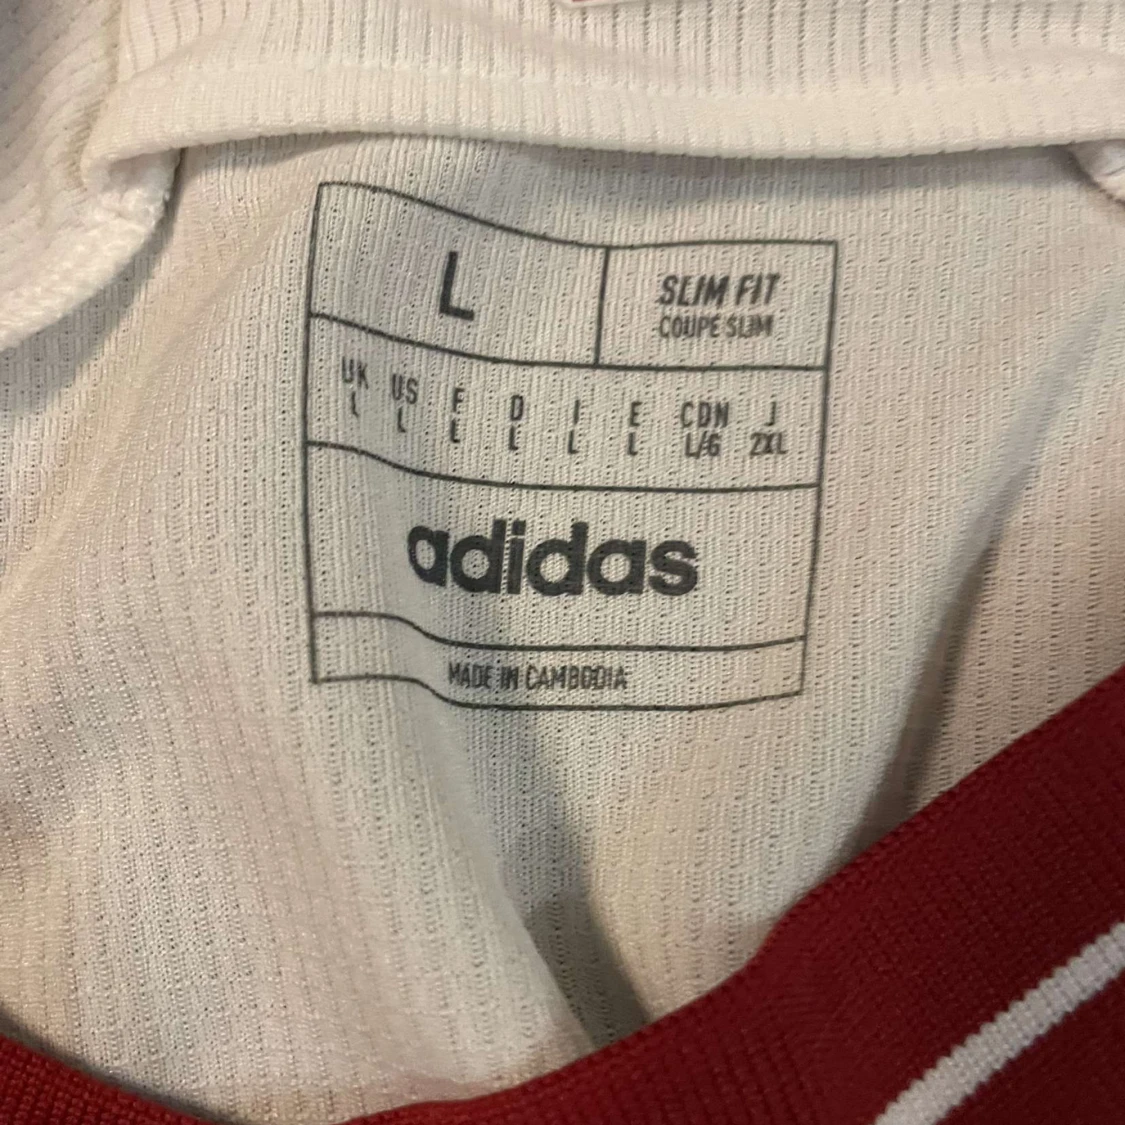 L
SLIM FIT
COUPE SLIM
UK US F D I E CDN J
L L L L L L L/G 2XL
adidas
MADE IN CAMBODIA